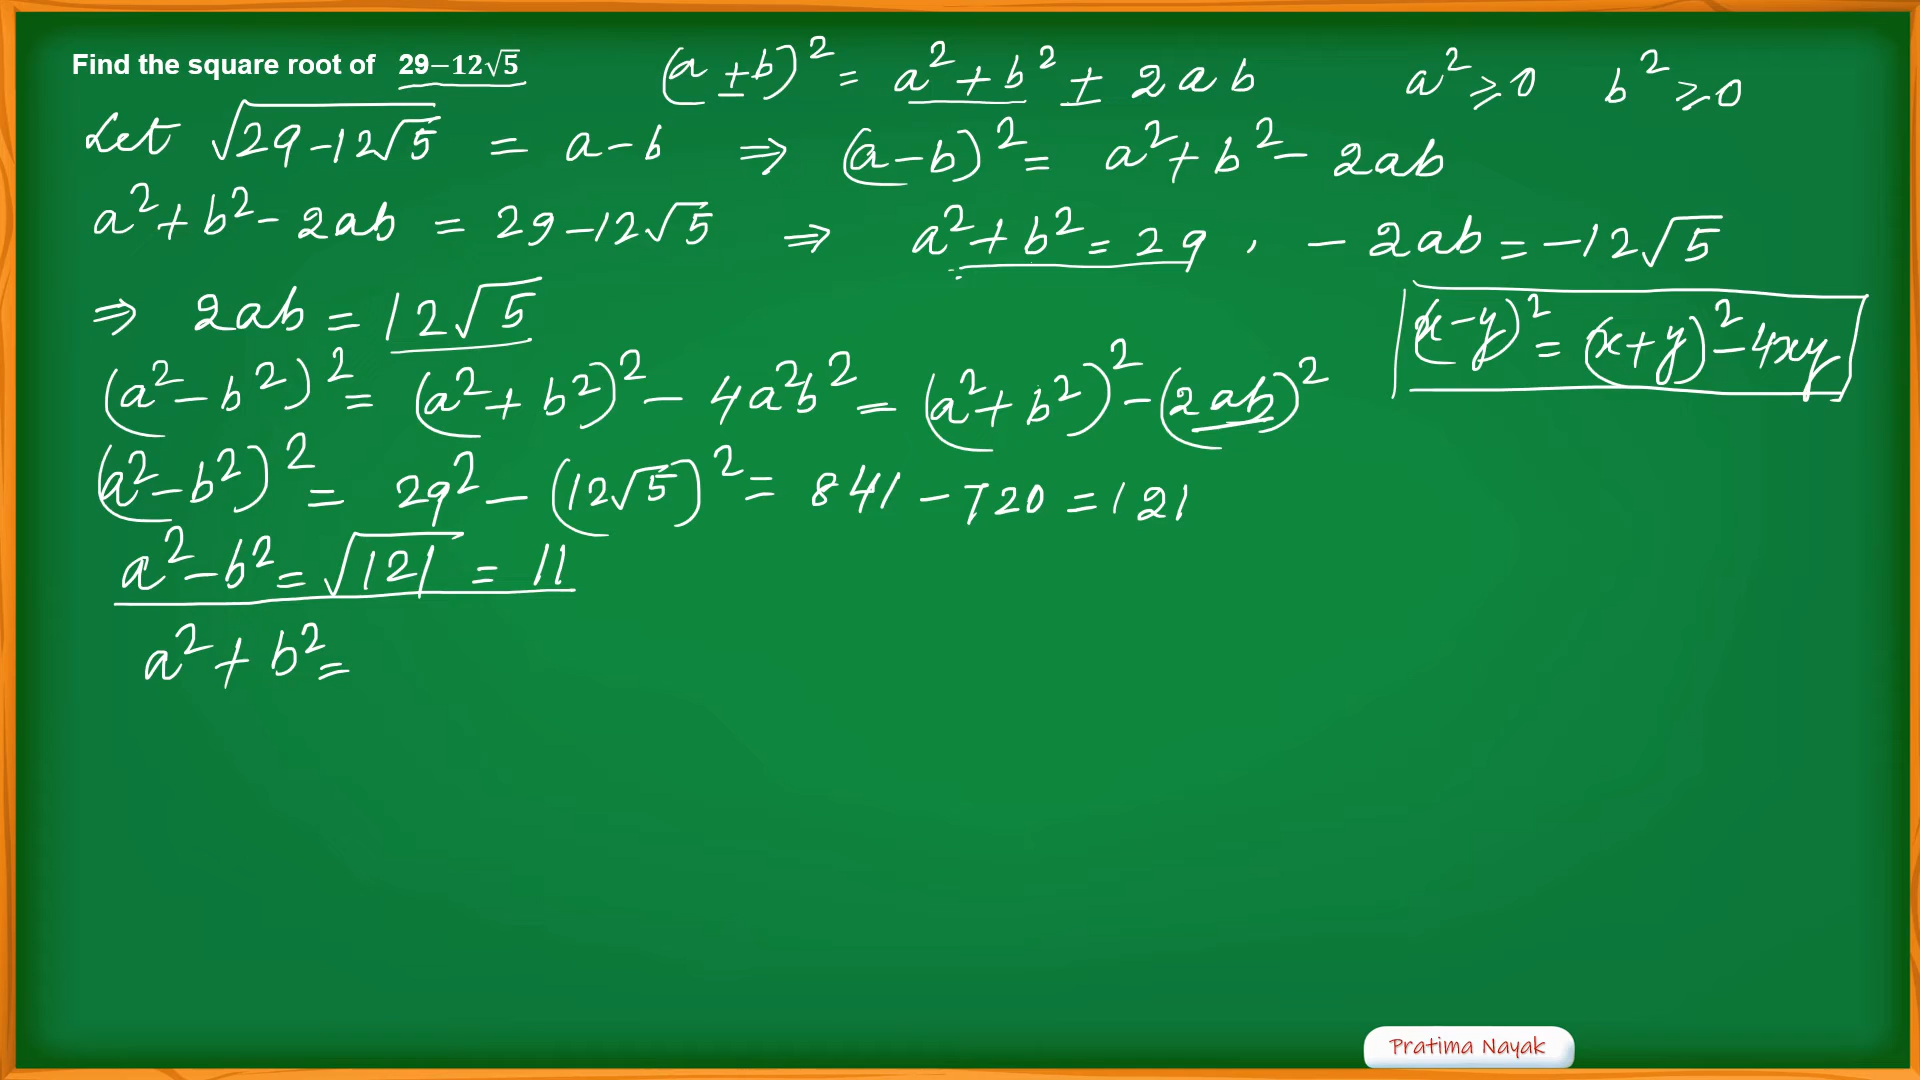 Find the square root of 29−12√5 (a ± b)² = a² + b² ± 2ab a² ≥ 0 b² ≥ 0
Let √29-12√5 = a - b ⇒ (a-b)² = a² + b² - 2ab
a² + b² - 2ab = 29-12√5 ⇒ a² + b² = 29 , - 2ab = -12√5
⇒ 2ab = 12√5
(x-y)² = (x+y)² - 4xy
(a² - b²)² = (a² + b²)² - 4a²b² = (a² + b²)² - (2ab)²
(a² - b²)² = 29² - (12√5)² = 841 - 720 = 121
a² - b² = √121 = 11
a² + b² =
Pratima Nayak